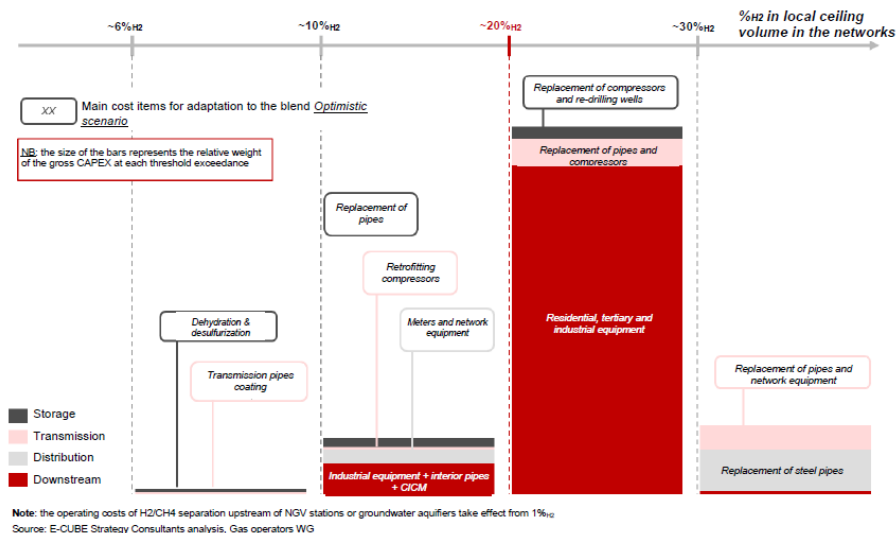 ~6%H2
~10%H2
~20%H2
~30%H2
%H2 in local ceiling
volume in the networks
XX
Main cost items for adaptation to the blend Optimistic
scenario
NB: the size of the bars represents the relative weight
of the gross CAPEX at each threshold exceedance
Replacement of compressors
and re-drilling wells
Replacement of pipes and
compressors
Replacement of
pipes
Retrofitting
compressors
Meters and network
equipment
Dehydration &
desulfurization
Transmission pipes
coating
Residential, tertiary and
industrial equipment
Replacement of pipes and
network equipment
Storage
Transmission
Distribution
Downstream
Industrial equipment + interior pipes
+ CICM
Replacement of steel pipes
Note: the operating costs of H2/CH4 separation upstream of NGV stations or groundwater aquifiers take effect from 1%H2
Source: E-CUBE Strategy Consultants analysis, Gas operators WG